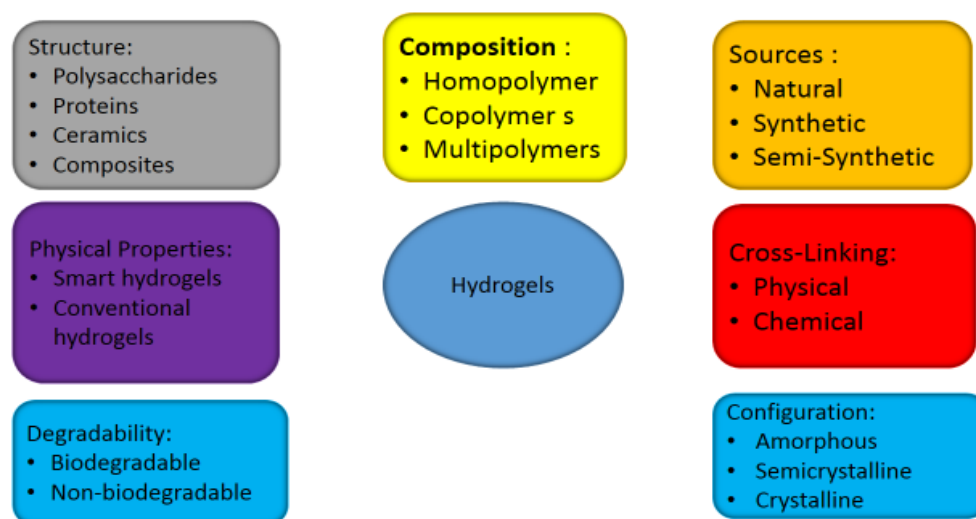 Structure:
• Polysaccharides
• Proteins
• Ceramics
• Composites
Composition :
• Homopolymer
• Copolymer s
• Multipolymers
Sources :
• Natural
• Synthetic
• Semi-Synthetic
Physical Properties:
• Smart hydrogels
• Conventional
hydrogels
Hydrogels
Cross-Linking:
• Physical
• Chemical
Degradability:
• Biodegradable
• Non-biodegradable
Configuration:
• Amorphous
• Semicrystalline
• Crystalline